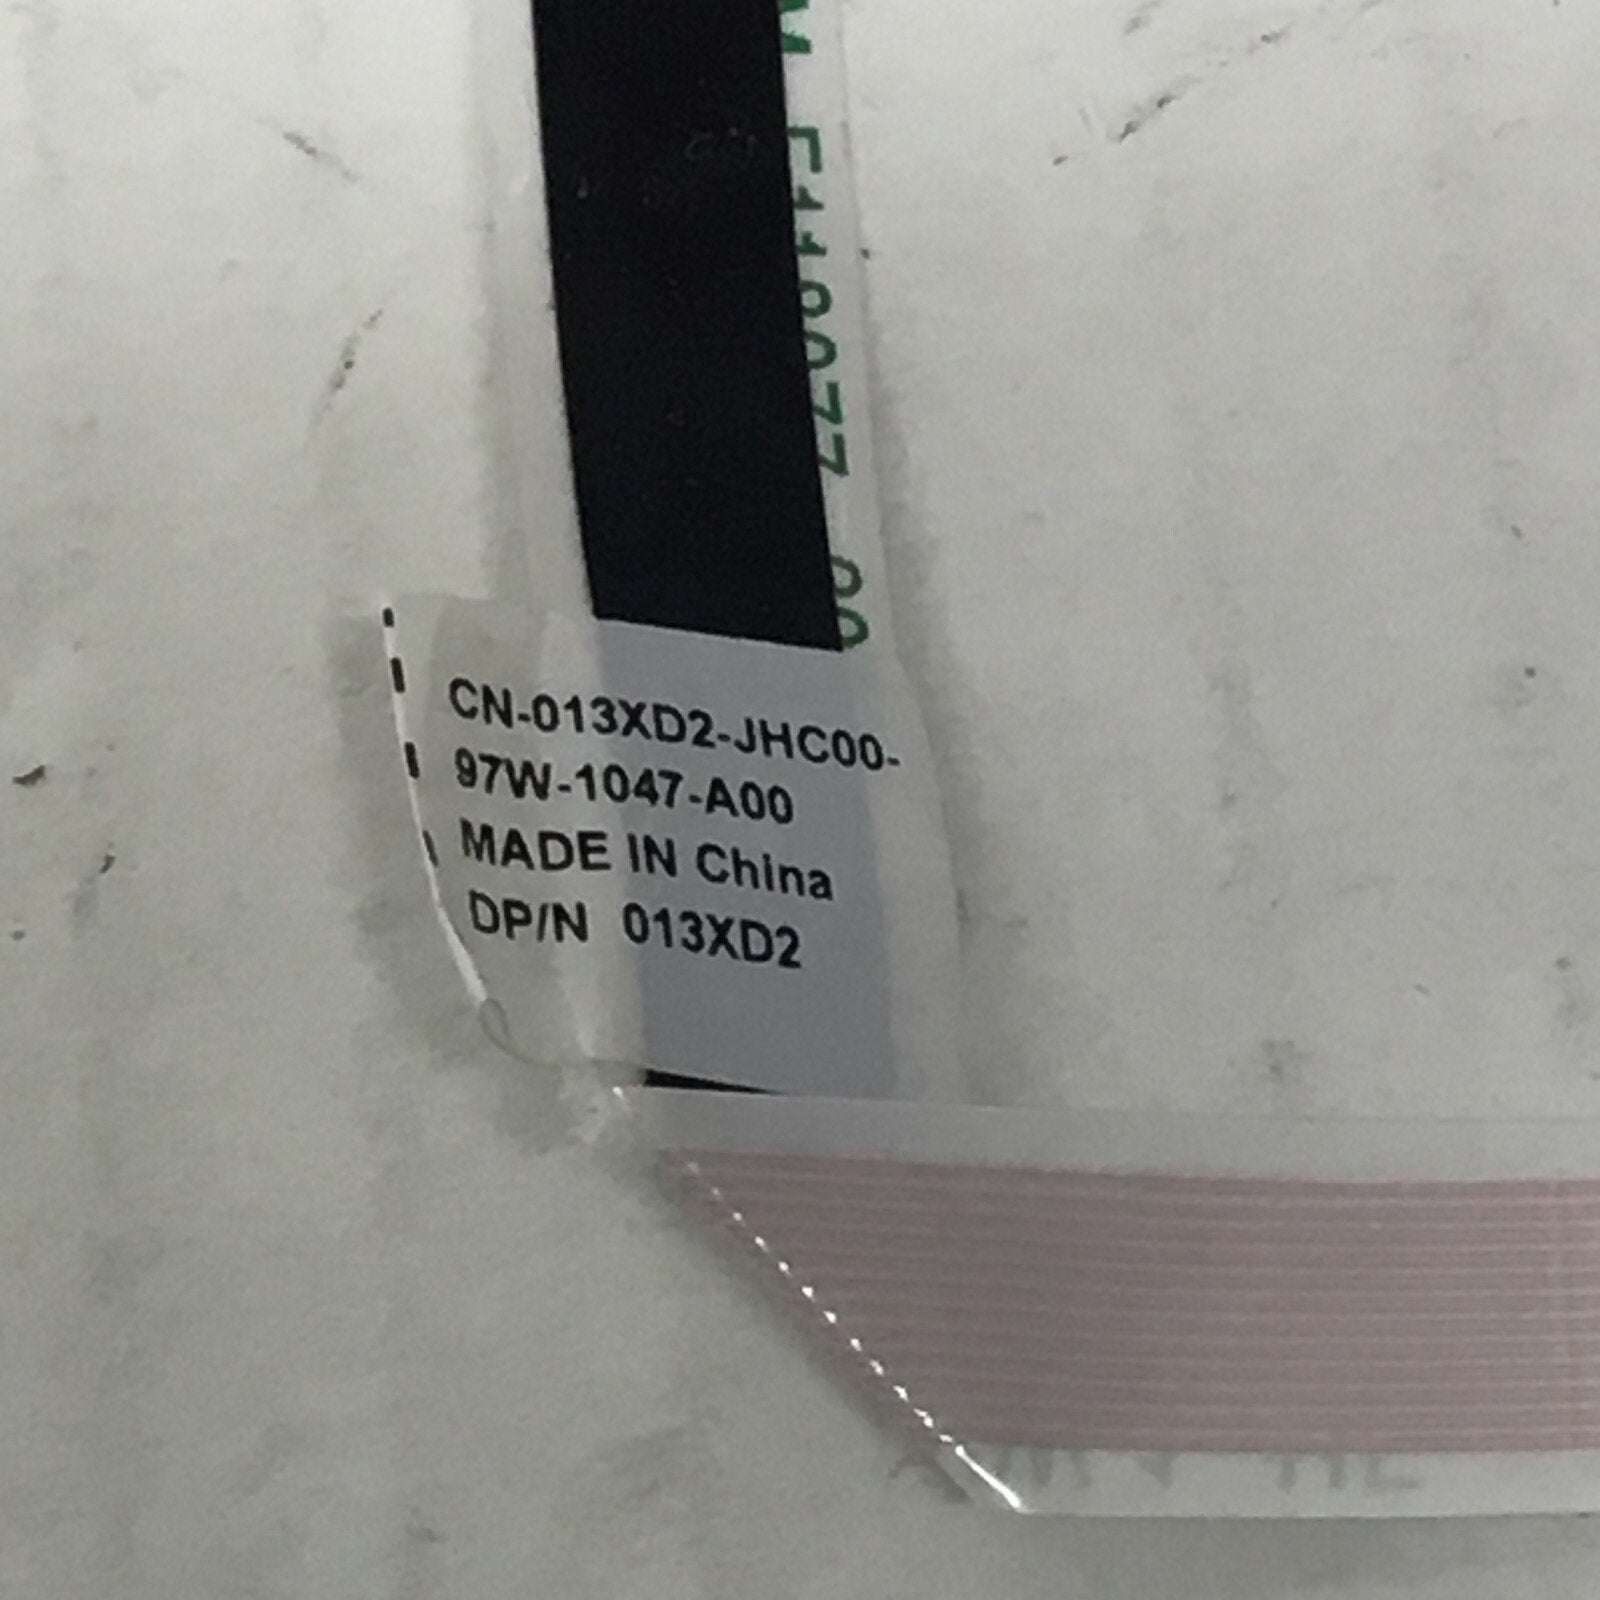 CN-013XD2-JHC00-
97W-1047-A00
MADE IN China
DP/N 013XD2